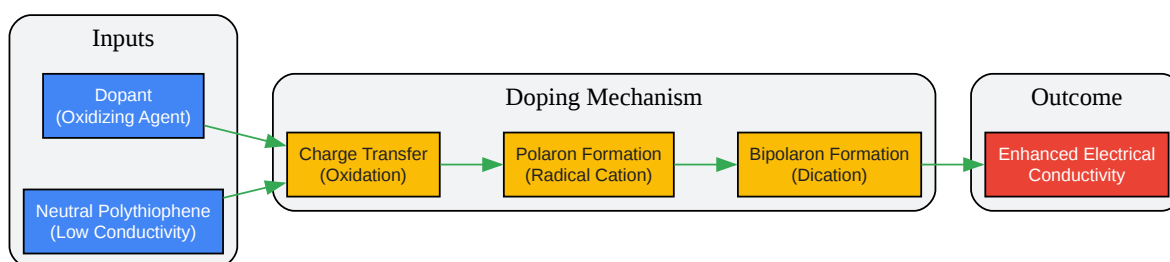 Inputs
Dopant
(Oxidizing Agent)
Neutral Polythiophene
(Low Conductivity)
Doping Mechanism
Charge Transfer
(Oxidation)
Polaron Formation
(Radical Cation)
Bipolaron Formation
(Dication)
Outcome
Enhanced Electrical
Conductivity